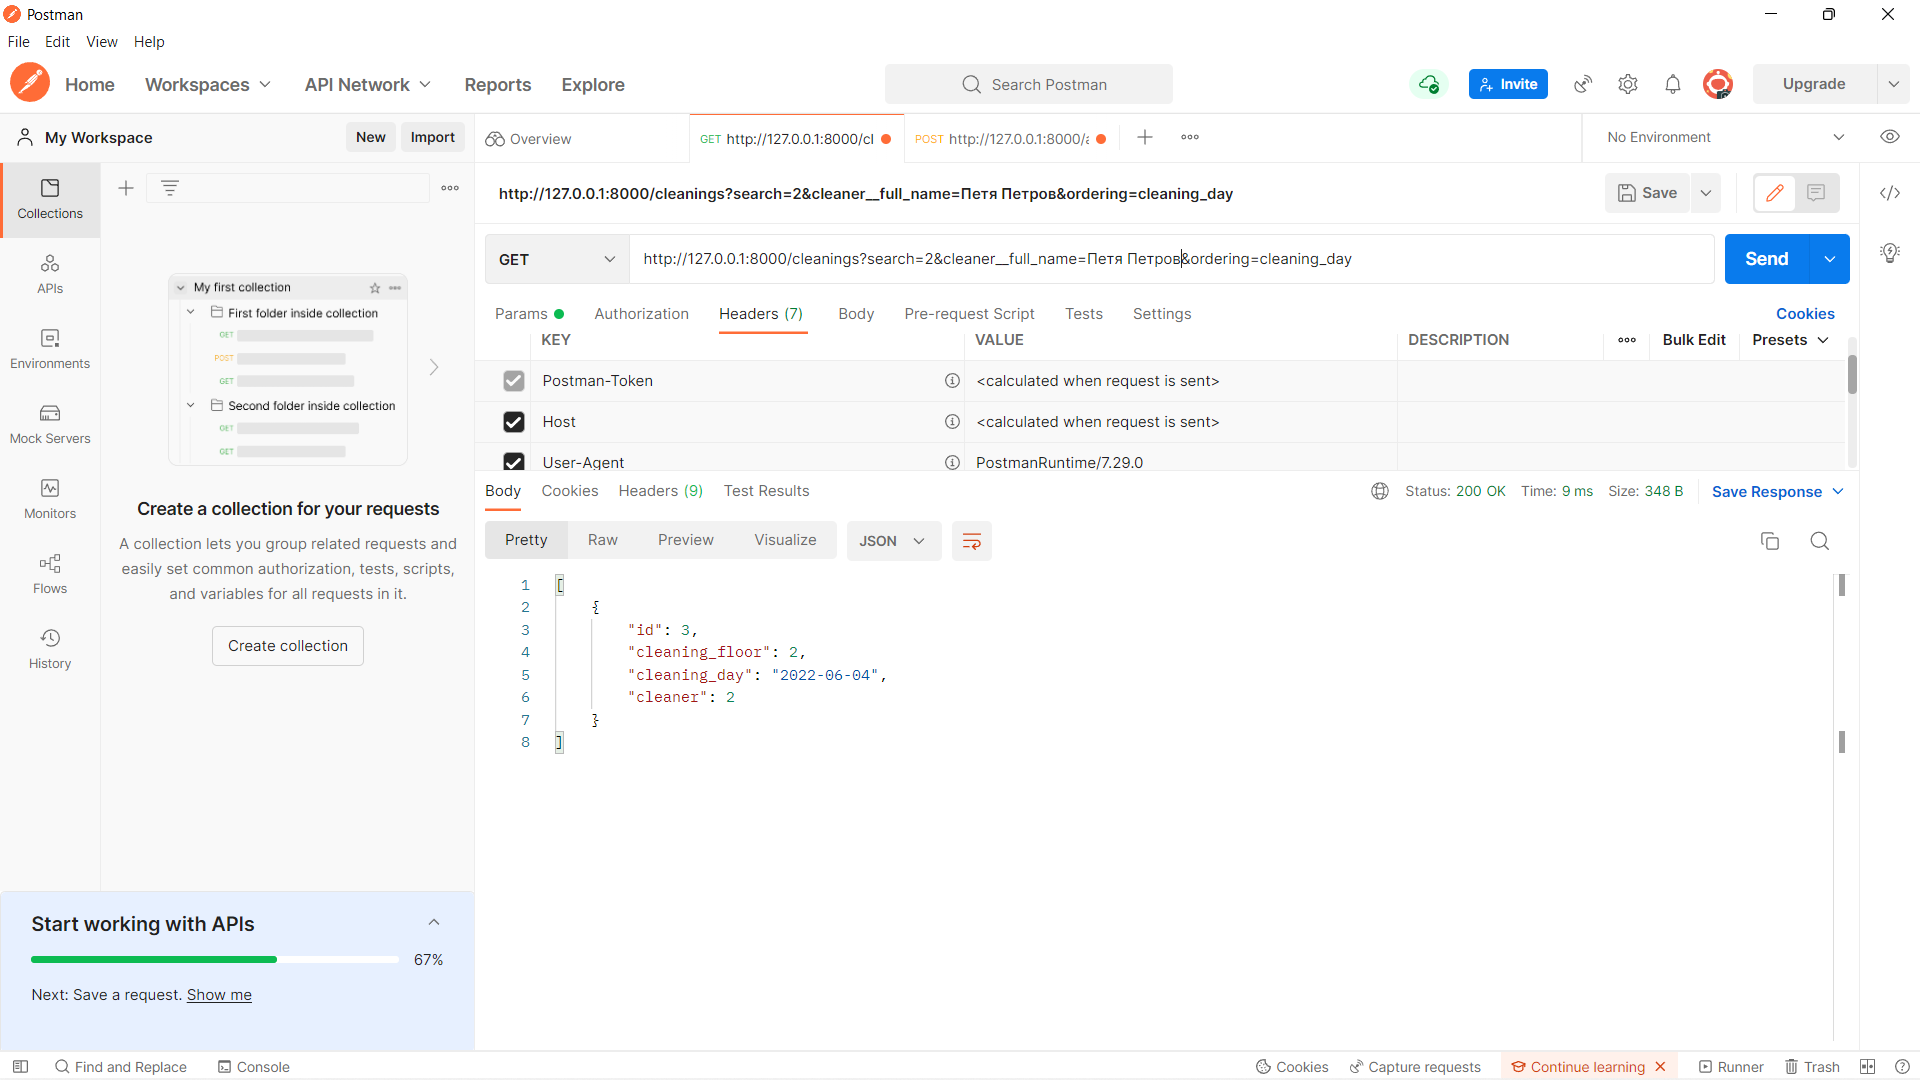 Postman
File Edit View Help
Home Workspaces API Network Reports Explore Search Postman Invite Upgrade
My Workspace New Import Overview GET http://127.0.0.1:8000/cl POST http://127.0.0.1:8000/a No Environment
http://127.0.0.1:8000/cleanings?search=2&cleaner__full_name=Петя Петров&ordering=cleaning_day Save
GET http://127.0.0.1:8000/cleanings?search=2&cleaner__full_name=Петя Петров&ordering=cleaning_day Send
Params Authorization Headers (7) Body Pre-request Script Tests Settings Cookies
KEY VALUE DESCRIPTION Bulk Edit Presets
Postman-Token <calculated when request is sent>
Host <calculated when request is sent>
User-Agent PostmanRuntime/7.29.0
Collections
APIs
Environments
Mock Servers
Monitors
Flows
History
My first collection
First folder inside collection
GET
POST
GET
Second folder inside collection
GET
GET
Create a collection for your requests
A collection lets you group related requests and
easily set common authorization, tests, scripts,
and variables for all requests in it.
Create collection
Body Cookies Headers (9) Test Results Status: 200 OK Time: 9 ms Size: 348 B Save Response
Pretty Raw Preview Visualize JSON
1 [
2 {
3 "id": 3,
4 "cleaning_floor": 2,
5 "cleaning_day": "2022-06-04",
6 "cleaner": 2
7 }
8 ]
Start working with APIs
67%
Next: Save a request. Show me
Find and Replace Console Cookies Capture requests Continue learning Runner Trash